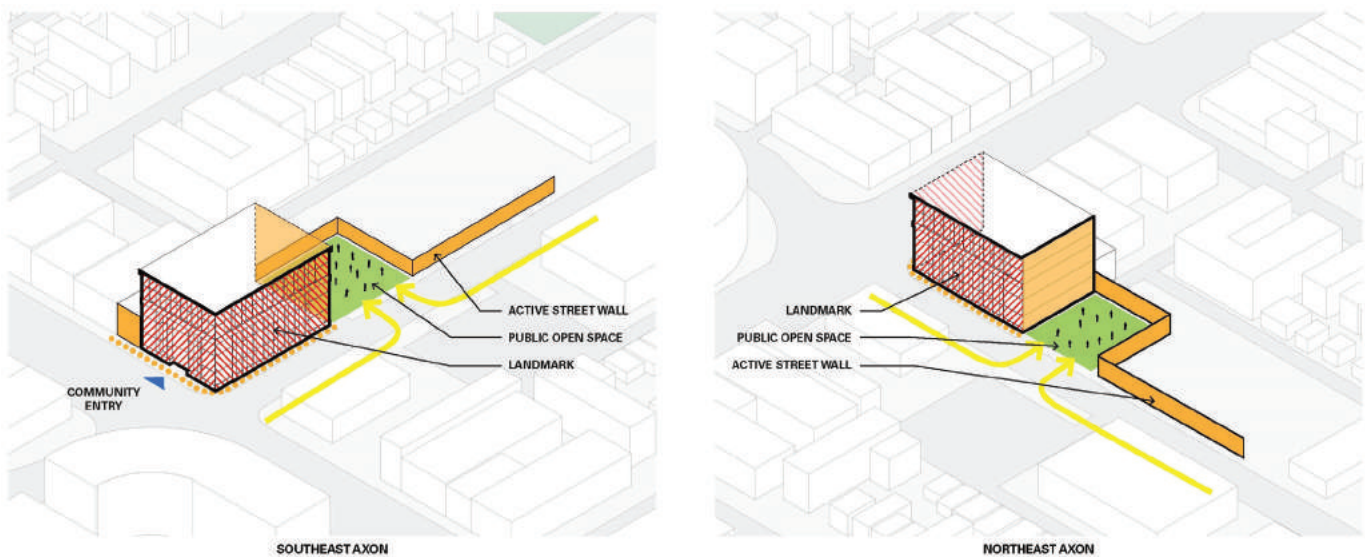 ACTIVE STREET WALL
PUBLIC OPEN SPACE
LANDMARK
COMMUNITY
ENTRY
SOUTHEAST AXON
LANDMARK
PUBLIC OPEN SPACE
ACTIVE STREET WALL
NORTHEAST AXON